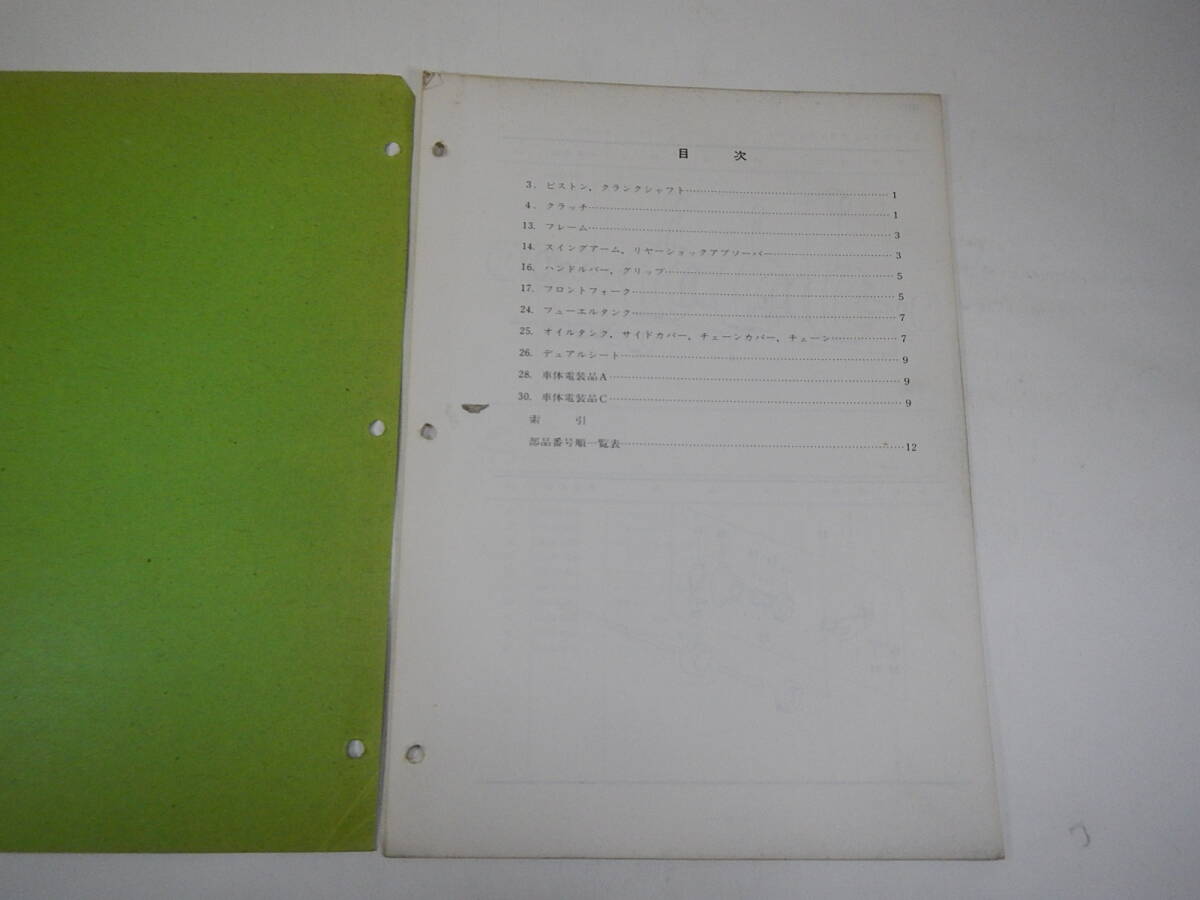 目　次
3. ピストン，クランクシャフト……………………………………1
4. クラッチ……………………………………1
13. フレーム……………………………………3
14. スイングアーム，リヤーショックアブソーバー……………………3
16. ハンドルバー，グリップ……………………………………5
17. フロントフォーク……………………………………5
24. フューエルタンク……………………………………7
25. オイルタンク，サイドカバー，チェーンカバー，チェーン……………7
26. デュアルシート……………………………………9
28. 車体電装品A……………………………………9
30. 車体電装品C……………………………………9
索　引
部品番号順一覧表……………………………………12